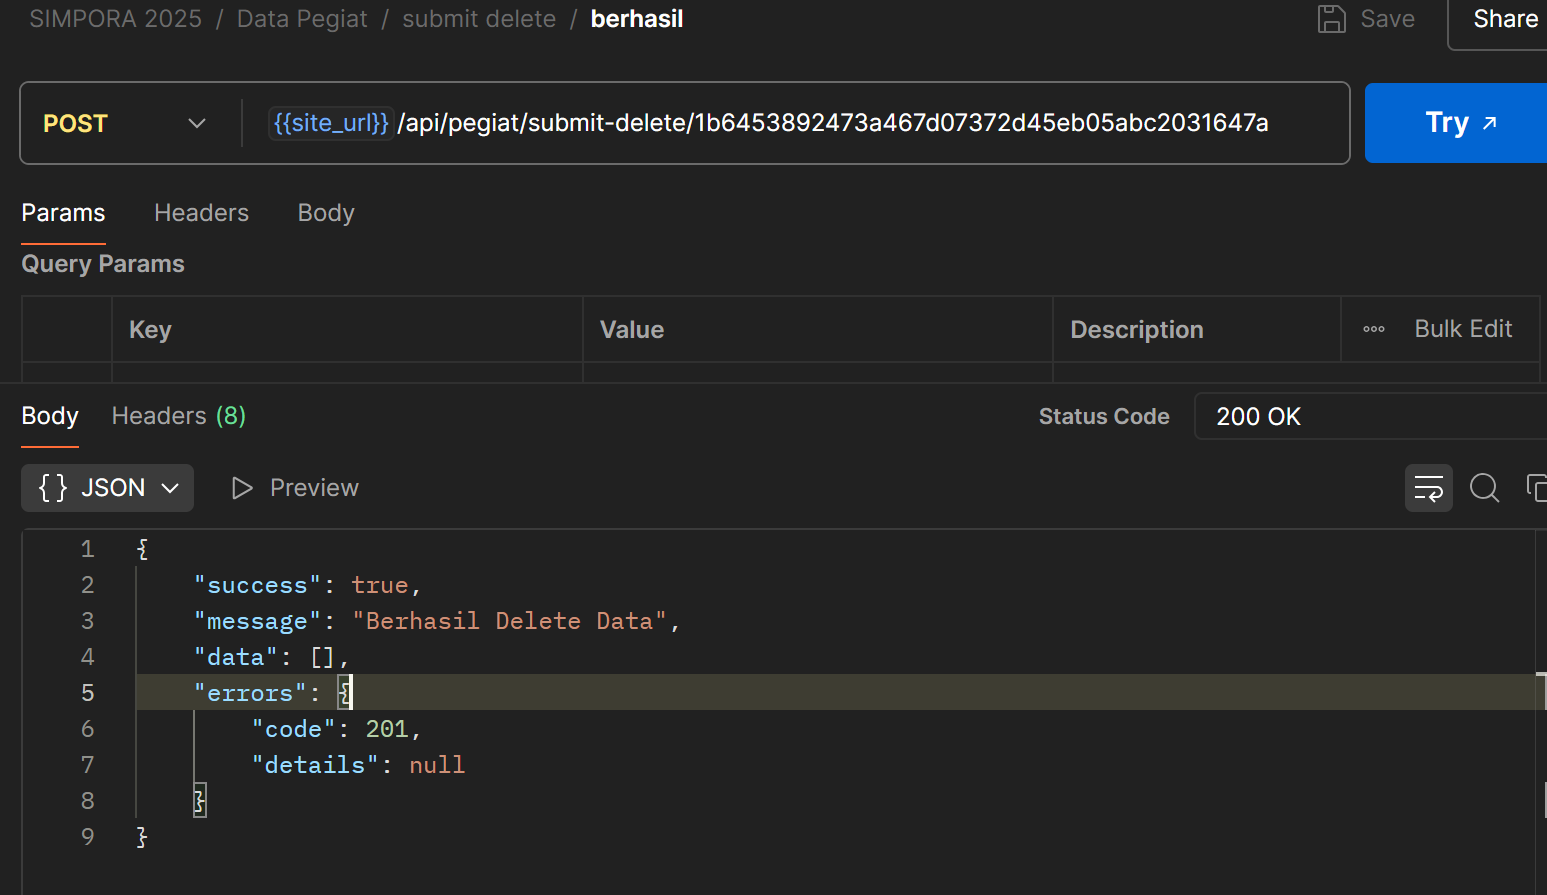 SIMPORA 2025 / Data Pegiat / submit delete / berhasil
Save
Share
POST
{{site_url}} /api/pegiat/submit-delete/1b6453892473a467d07372d45eb05abc2031647a
Try ↗
Params Headers Body
Query Params
Key Value Description ooo Bulk Edit
Body Headers (8)
Status Code 200 OK
{ } JSON
Preview
1 {
2 "success": true,
3 "message": "Berhasil Delete Data",
4 "data": [],
5 "errors": {
6 "code": 201,
7 "details": null
8 }
9 }